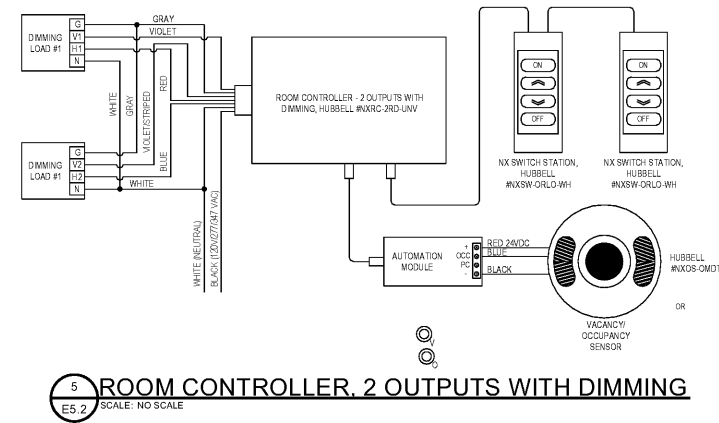 DIMMING
LOAD #1
G
V1
H1
N
GRAY
VIOLET
RED
WHITE
GRAY
VIOLET/STRIPED
BLUE
WHITE
DIMMING
LOAD #1
G
V2
H2
N
WHITE (NEUTRAL)
BLACK (120V/277/347 VAC)
ROOM CONTROLLER - 2 OUTPUTS WITH
DIMMING, HUBBELL #NXRC-2RD-UNV
ON
OFF
NX SWITCH STATION,
HUBBELL
#NXSW-ORLO-WH
ON
OFF
NX SWITCH STATION,
HUBBELL
#NXSW-ORLO-WH
AUTOMATION
MODULE
+
OCC
PC
-
RED 24VDC
BLUE
BLACK
HUBBELL
#NXOS-OMDT
OR
VACANCY/
OCCUPANCY
SENSOR
V
O
5
E5.2
ROOM CONTROLLER, 2 OUTPUTS WITH DIMMING
SCALE: NO SCALE